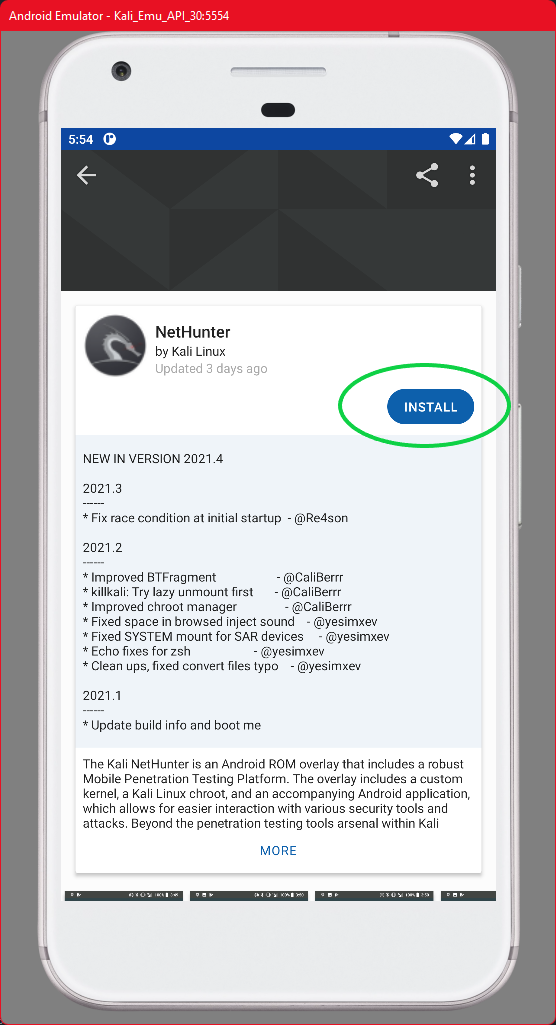 Android Emulator - Kali_Emu_API_30:5554
5:54
NetHunter
by Kali Linux
Updated 3 days ago
INSTALL
NEW IN VERSION 2021.4
2021.3
------
* Fix race condition at initial startup - @Re4son
2021.2
------
* Improved BTFragment - @CaliBerrr
* killkali: Try lazy unmount first - @CaliBerrr
* Improved chroot manager - @CaliBerrr
* Fixed space in browsed inject sound - @yesimxev
* Fixed SYSTEM mount for SAR devices - @yesimxev
* Echo fixes for zsh - @yesimxev
* Clean ups, fixed convert files typo - @yesimxev
2021.1
------
* Update build info and boot me
The Kali NetHunter is an Android ROM overlay that includes a robust
Mobile Penetration Testing Platform. The overlay includes a custom
kernel, a Kali Linux chroot, and an accompanying Android application,
which allows for easier interaction with various security tools and
attacks. Beyond the penetration testing tools arsenal within Kali
MORE